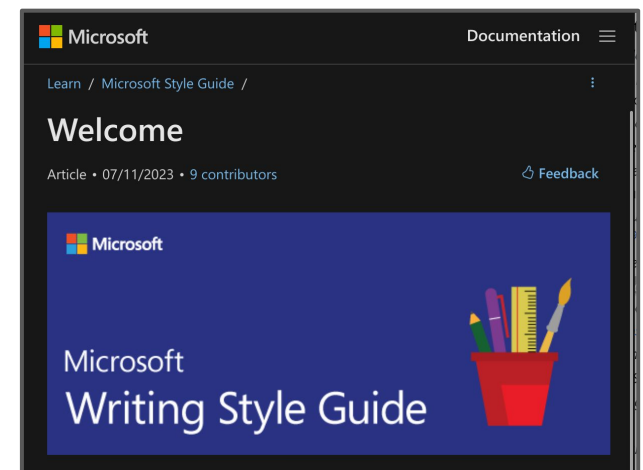 Microsoft Documentation
Learn / Microsoft Style Guide /
Welcome
Article • 07/11/2023 • 9 contributors Feedback
Microsoft
Microsoft
Writing Style Guide